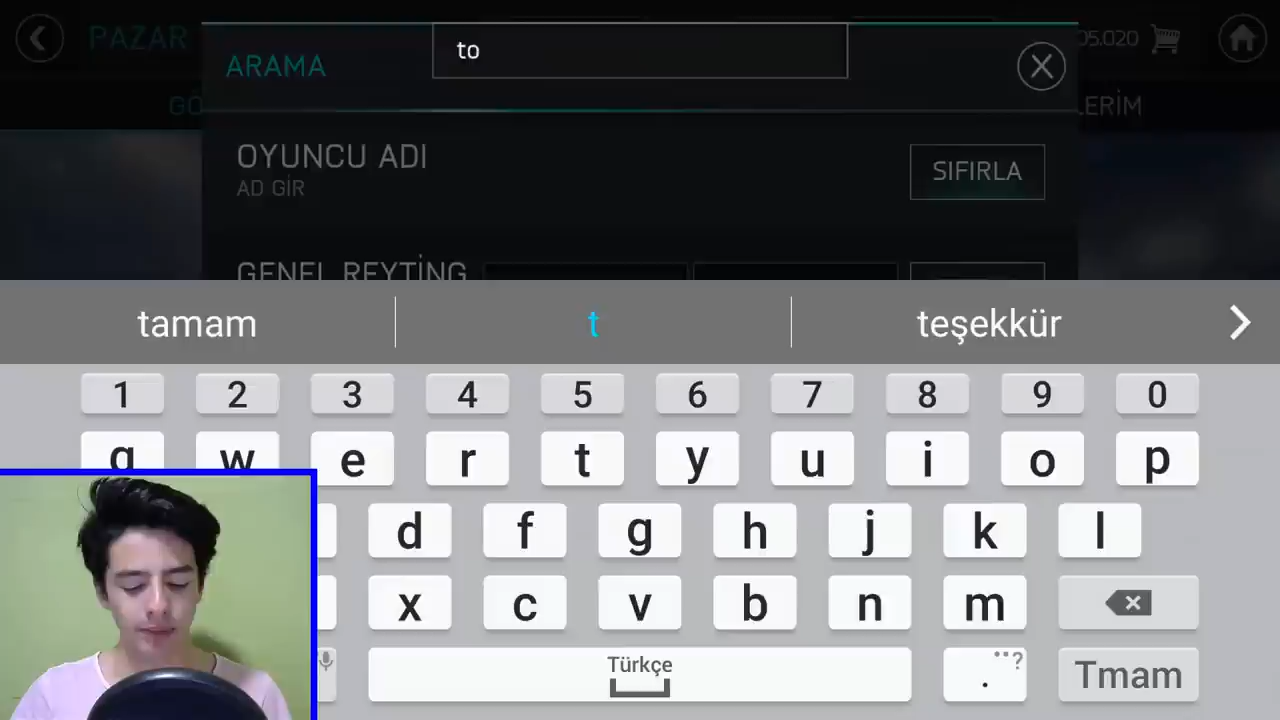 PAZAR
ARAMA
to
05.020
GÖ
LERİM
OYUNCU ADI
AD GİR
SIFIRLA
GENEL REYTİNG
tamam t teşekkür
1 2 3 4 5 6 7 8 9 0
q w e r t y u i o p
d f g h j k l
x c v b n m
Türkçe
. ?
Tmam